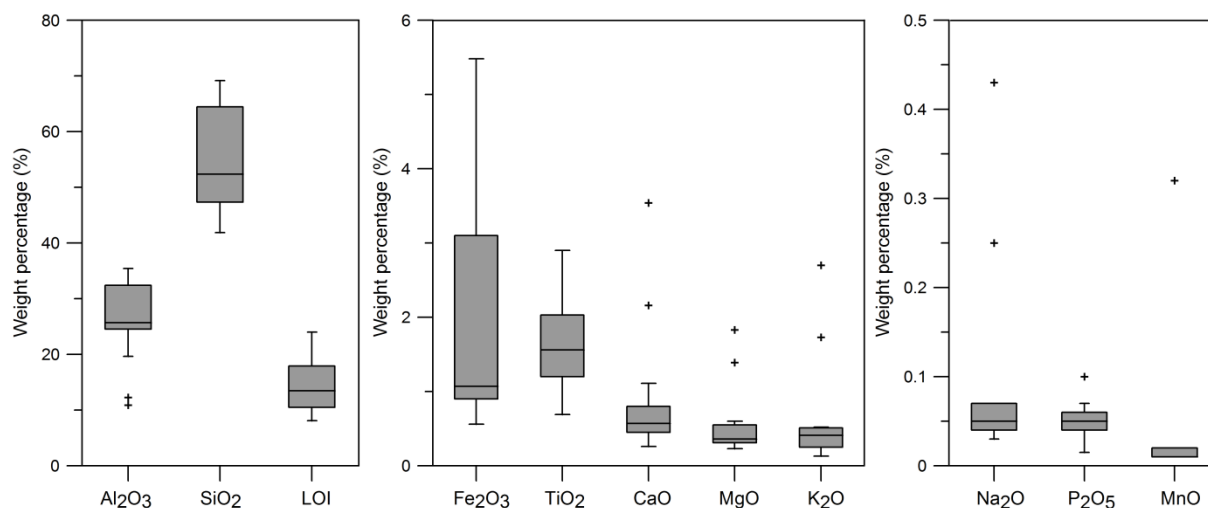 Weight percentage (%)
80
60
40
20
0
Al₂O₃ SiO₂ LOI
Weight percentage (%)
6
4
2
0
Fe₂O₃ TiO₂ CaO MgO K₂O
Weight percentage (%)
0.5
0.4
0.3
0.2
0.1
0
Na₂O P₂O₅ MnO